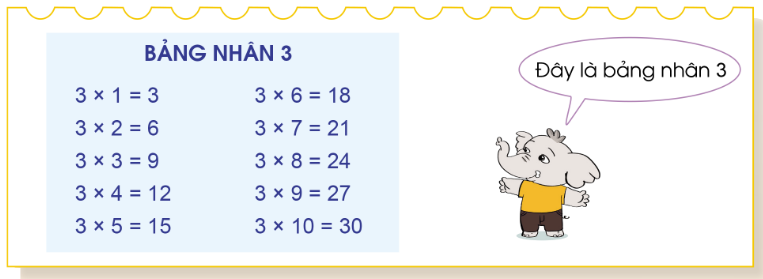 BẢNG NHÂN 3
3 × 1 = 3
3 × 2 = 6
3 × 3 = 9
3 × 4 = 12
3 × 5 = 15
3 × 6 = 18
3 × 7 = 21
3 × 8 = 24
3 × 9 = 27
3 × 10 = 30
Đây là bảng nhân 3